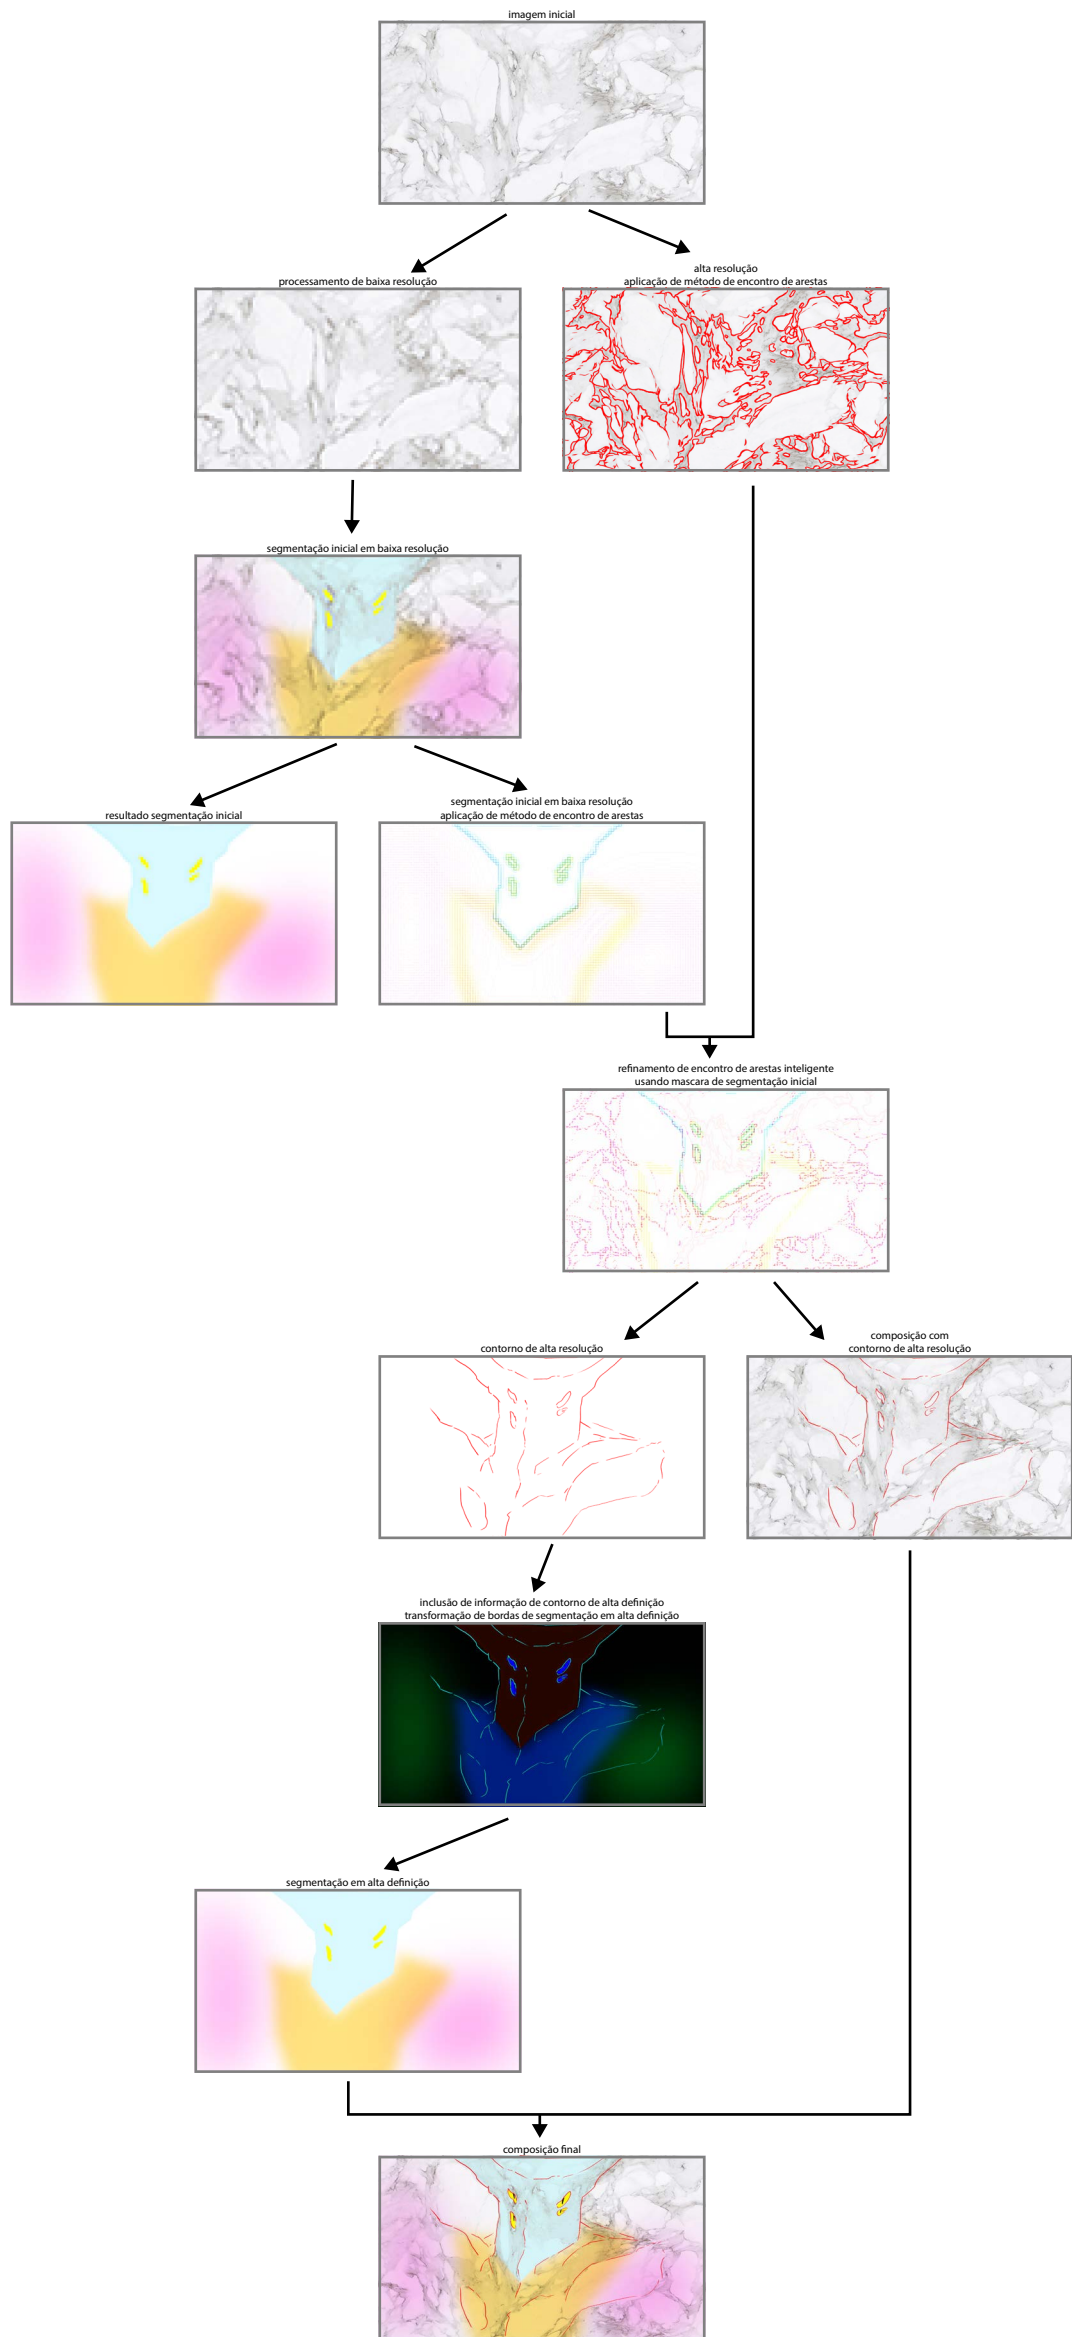 imagem inicial
processamento de baixa resolução
alta resolução
aplicação de método de encontro de arestas
segmentação inicial em baixa resolução
resultado segmentação inicial
segmentação inicial em baixa resolução
aplicação de método de encontro de arestas
refinamento de encontro de arestas inteligente
usando mascara de segmentação inicial
contorno de alta resolução
composição com
contorno de alta resolução
inclusão de informação de contorno de alta definição
transformação de bordas de segmentação em alta definição
segmentação em alta definição
composição final